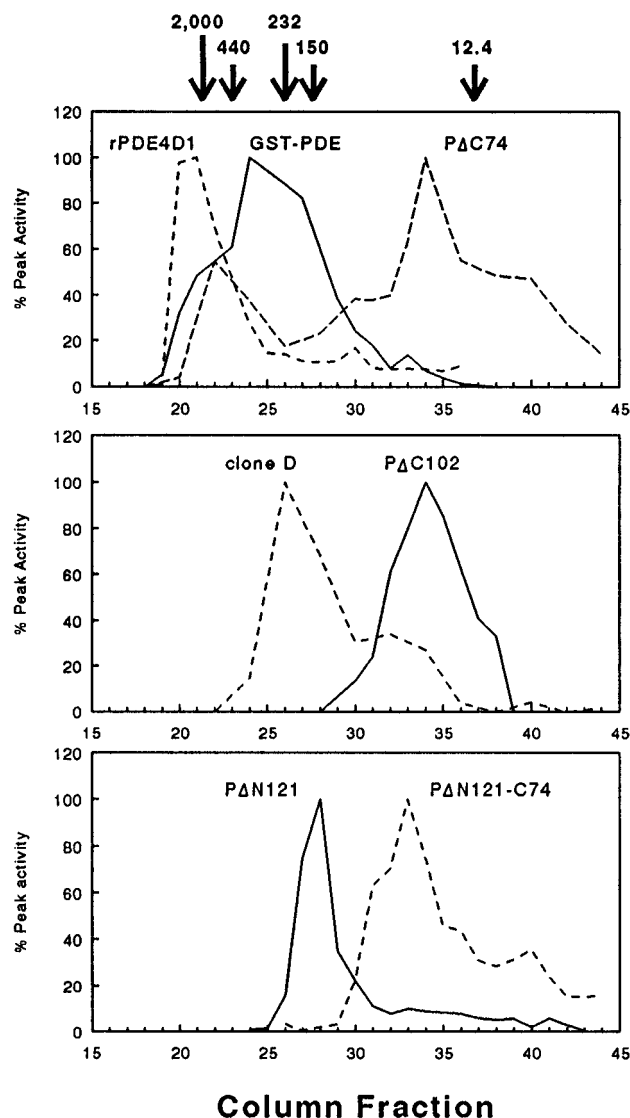 2,000 232
440 150 12.4
120
rPDE4D1 GST-PDE PΔC74
100
80
60
40
20
0
% Peak Activity
15 20 25 30 35 40 45
120
clone D PΔC102
100
80
60
40
20
0
% Peak Activity
15 20 25 30 35 40 45
120
PΔN121 PΔN121-C74
100
80
60
40
20
0
% Peak activity
15 20 25 30 35 40 45
Column Fraction